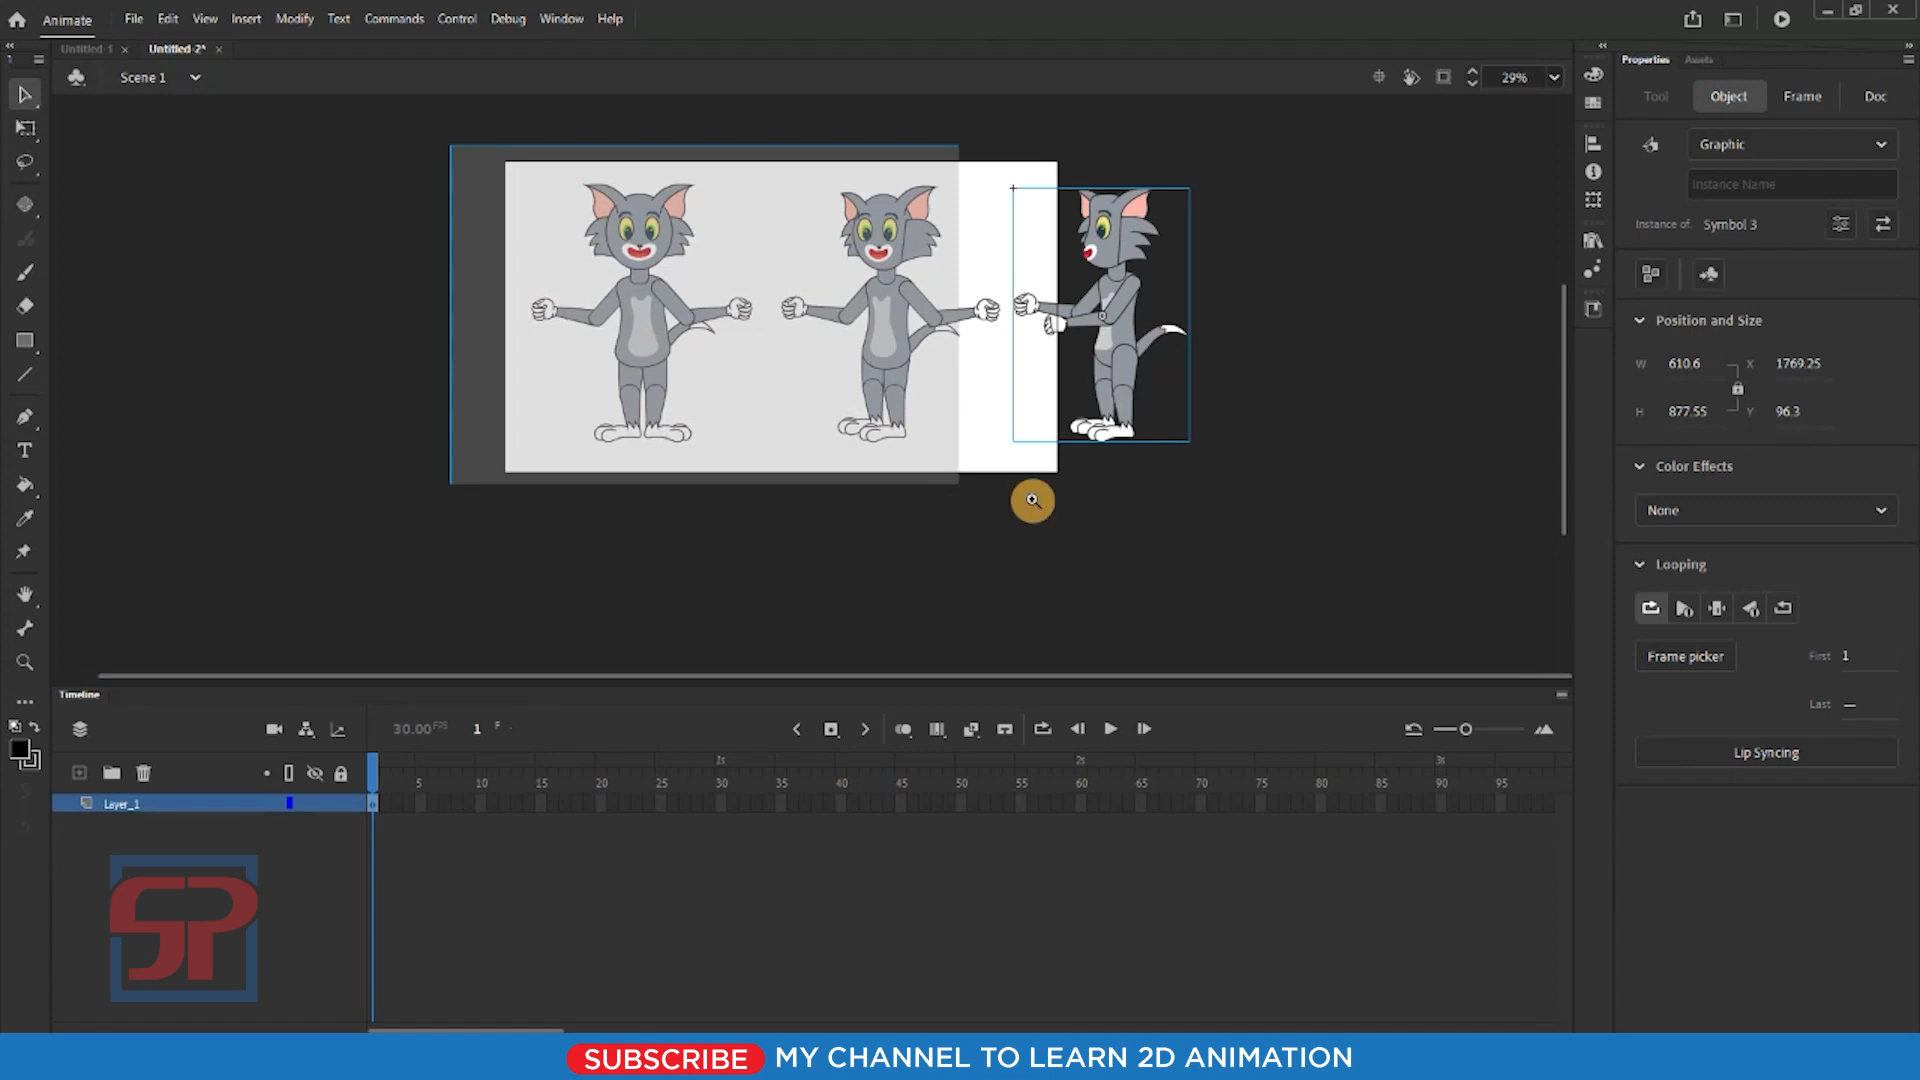 Animate File Edit View Insert Modify Text Commands Control Debug Window Help
Untitled-1 × Untitled-2* ×
Properties Assets
Scene 1
29%
Tool Object Frame Doc
Graphic
Instance Name
Instance of: Symbol 3
Position and Size
W 610.6 X 1769.25
H 877.55 Y 96.3
Color Effects
None
Looping
Frame picker First 1
Last —
Lip Syncing
Timeline
30.00 FPS 1 F
1s 2s 3s
5 10 15 20 25 30 35 40 45 50 55 60 65 70 75 80 85 90 95
Layer_1
SP
SUBSCRIBE MY CHANNEL TO LEARN 2D ANIMATION